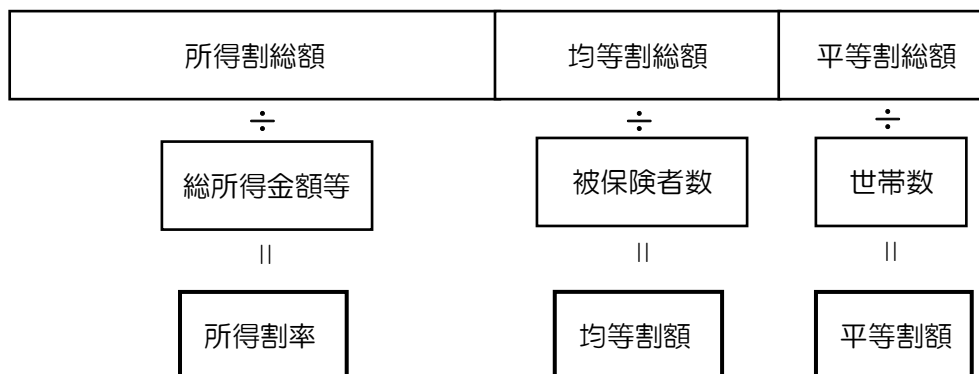 所得割総額 均等割総額 平等割総額
÷ ÷ ÷
総所得金額等 被保険者数 世帯数
＝ ＝ ＝
所得割率 均等割額 平等割額